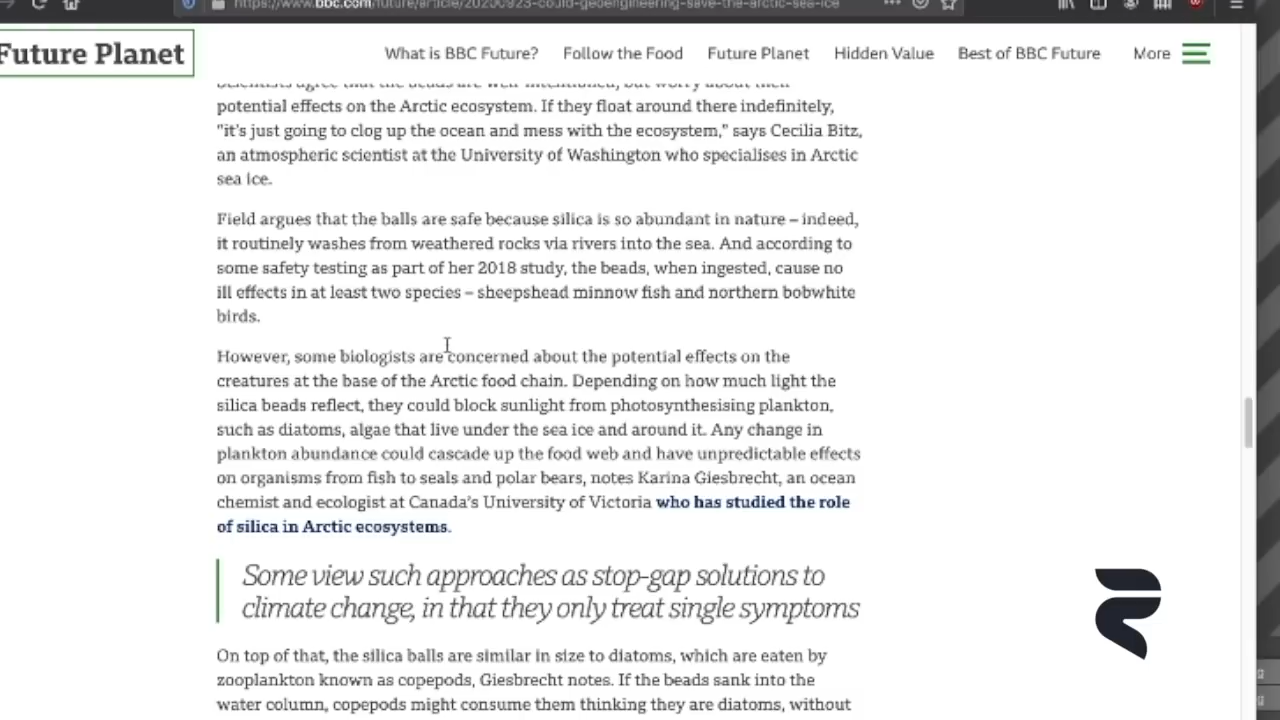 https://www.bbc.com/future/article/20200923-could-geoengineering-save-the-arctic-sea-ice
Future Planet
What is BBC Future? Follow the Food Future Planet Hidden Value Best of BBC Future More
Scientists agree that the beads are well-intentioned, but worry about their
potential effects on the Arctic ecosystem. If they float around there indefinitely,
"it's just going to clog up the ocean and mess with the ecosystem," says Cecilia Bitz,
an atmospheric scientist at the University of Washington who specialises in Arctic
sea ice.
Field argues that the balls are safe because silica is so abundant in nature – indeed,
it routinely washes from weathered rocks via rivers into the sea. And according to
some safety testing as part of her 2018 study, the beads, when ingested, cause no
ill effects in at least two species – sheepshead minnow fish and northern bobwhite
birds.
However, some biologists are concerned about the potential effects on the
creatures at the base of the Arctic food chain. Depending on how much light the
silica beads reflect, they could block sunlight from photosynthesising plankton,
such as diatoms, algae that live under the sea ice and around it. Any change in
plankton abundance could cascade up the food web and have unpredictable effects
on organisms from fish to seals and polar bears, notes Karina Giesbrecht, an ocean
chemist and ecologist at Canada's University of Victoria who has studied the role
of silica in Arctic ecosystems.
Some view such approaches as stop-gap solutions to
climate change, in that they only treat single symptoms
On top of that, the silica balls are similar in size to diatoms, which are eaten by
zooplankton known as copepods, Giesbrecht notes. If the beads sank into the
water column, copepods might consume them thinking they are diatoms, without